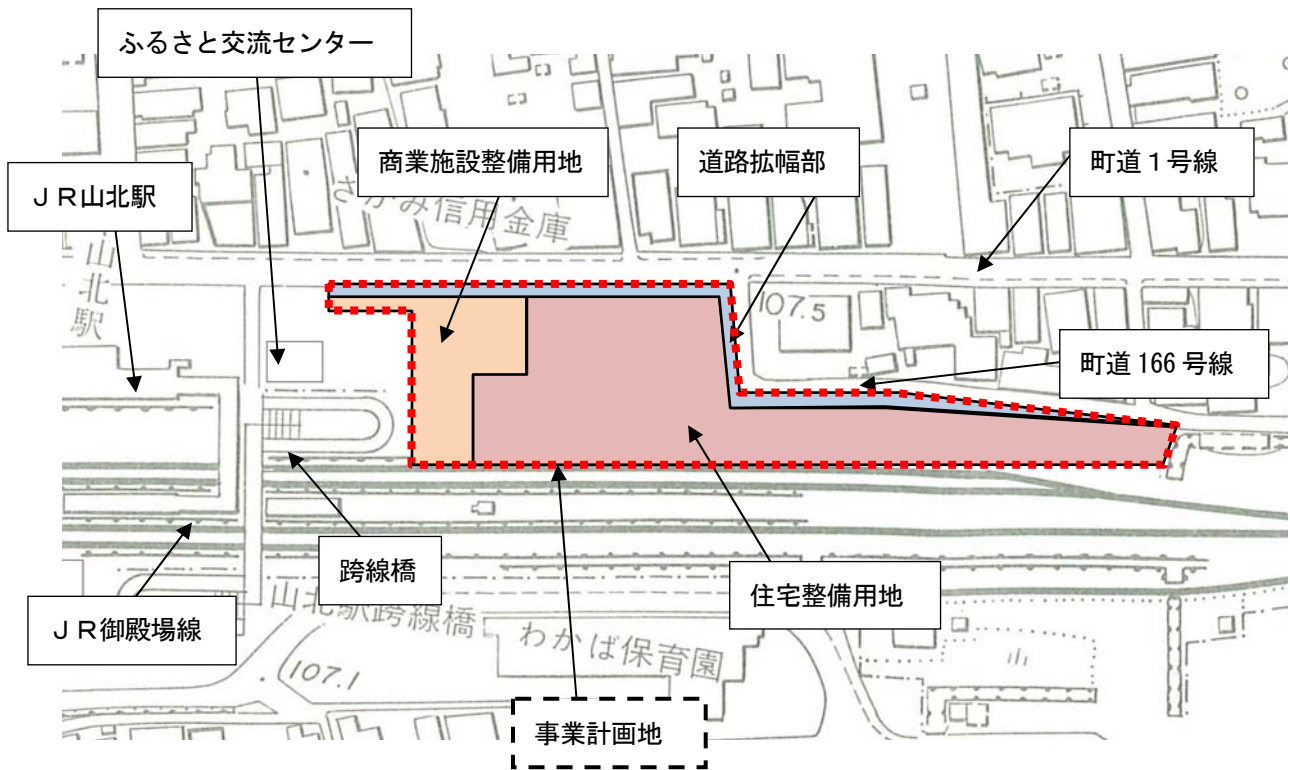 ふるさと交流センター
商業施設整備用地
道路拡幅部
町道１号線
ＪＲ山北駅
さがみ信用金庫
山北駅
107.5
町道 166 号線
跨線橋
住宅整備用地
ＪＲ御殿場線
山北駅跨線橋
わかば保育園
107.1
事業計画地